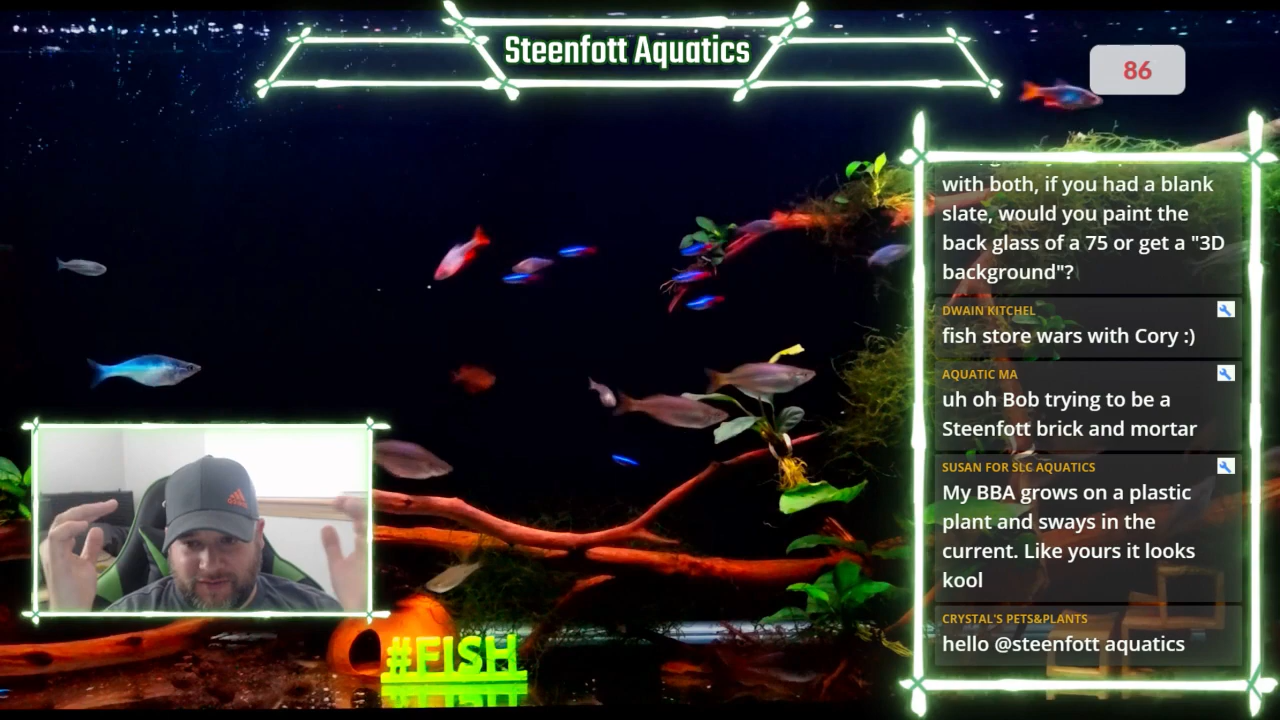 Steenfott Aquatics
86
with both, if you had a blank
slate, would you paint the
back glass of a 75 or get a "3D
background"?
DWAIN KITCHEL
fish store wars with Cory :)
AQUATIC MA
uh oh Bob trying to be a
Steenfott brick and mortar
SUSAN FOR SLC AQUATICS
My BBA grows on a plastic
plant and sways in the
current. Like yours it looks
kool
CRYSTAL'S PETS&PLANTS
hello @steenfott aquatics
#FISH